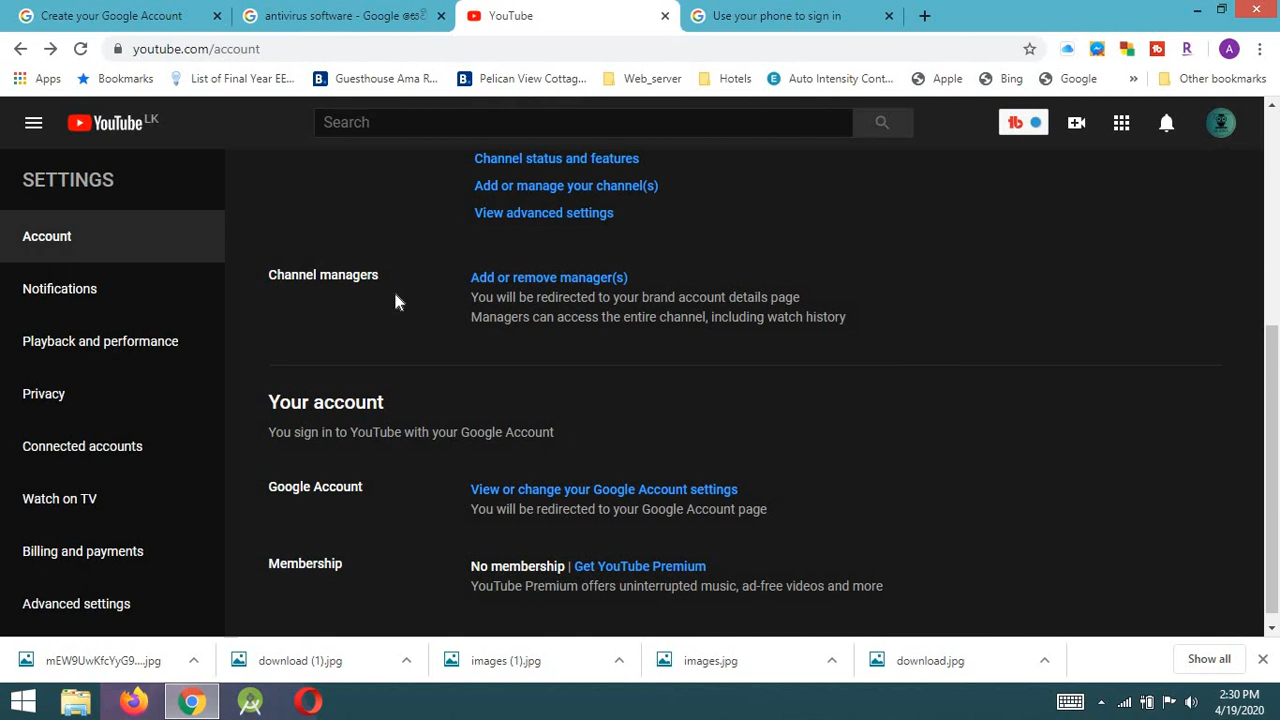 Create your Google Account
antivirus software - Google සෙවී
YouTube
Use your phone to sign in
youtube.com/account
A
Apps
Bookmarks
List of Final Year EE...
B. Guesthouse Ama R...
B. Pelican View Cottag...
Web_server
Hotels
E Auto Intensity Cont...
Apple
Bing
Google
»
Other bookmarks
YouTube LK
Search
tb
SETTINGS
Account
Notifications
Playback and performance
Privacy
Connected accounts
Watch on TV
Billing and payments
Advanced settings
Channel status and features
Add or manage your channel(s)
View advanced settings
Channel managers
Add or remove manager(s)
You will be redirected to your brand account details page
Managers can access the entire channel, including watch history
Your account
You sign in to YouTube with your Google Account
Google Account
View or change your Google Account settings
You will be redirected to your Google Account page
Membership
No membership | Get YouTube Premium
YouTube Premium offers uninterrupted music, ad-free videos and more
mEW9UwKfcYyG9....jpg
download (1).jpg
images (1).jpg
images.jpg
download.jpg
Show all
2:30 PM
4/19/2020